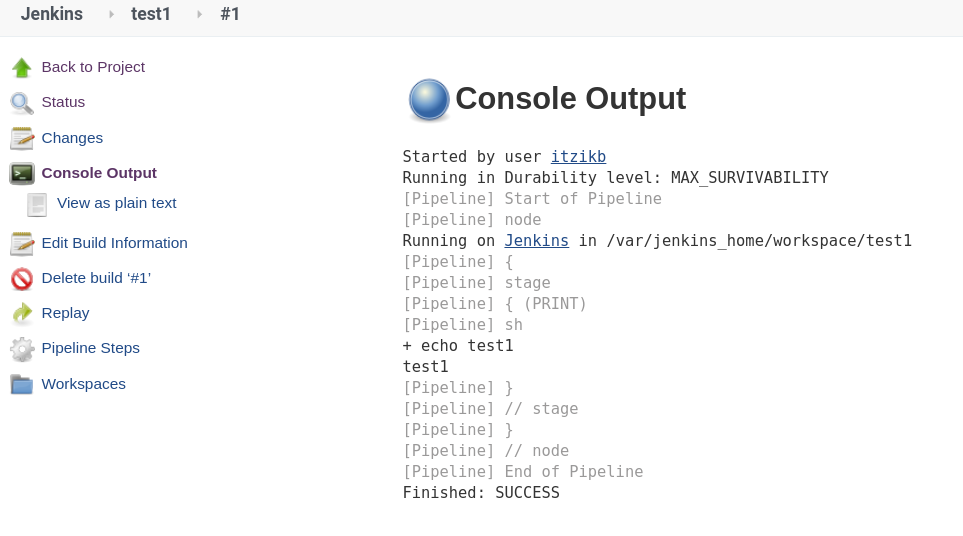 Jenkins test1 #1
Back to Project
Status
Changes
Console Output
View as plain text
Edit Build Information
Delete build ‘#1’
Replay
Pipeline Steps
Workspaces
Console Output
Started by user itzikb
Running in Durability level: MAX_SURVIVABILITY
[Pipeline] Start of Pipeline
[Pipeline] node
Running on Jenkins in /var/jenkins_home/workspace/test1
[Pipeline] {
[Pipeline] stage
[Pipeline] { (PRINT)
[Pipeline] sh
+ echo test1
test1
[Pipeline] }
[Pipeline] // stage
[Pipeline] }
[Pipeline] // node
[Pipeline] End of Pipeline
Finished: SUCCESS